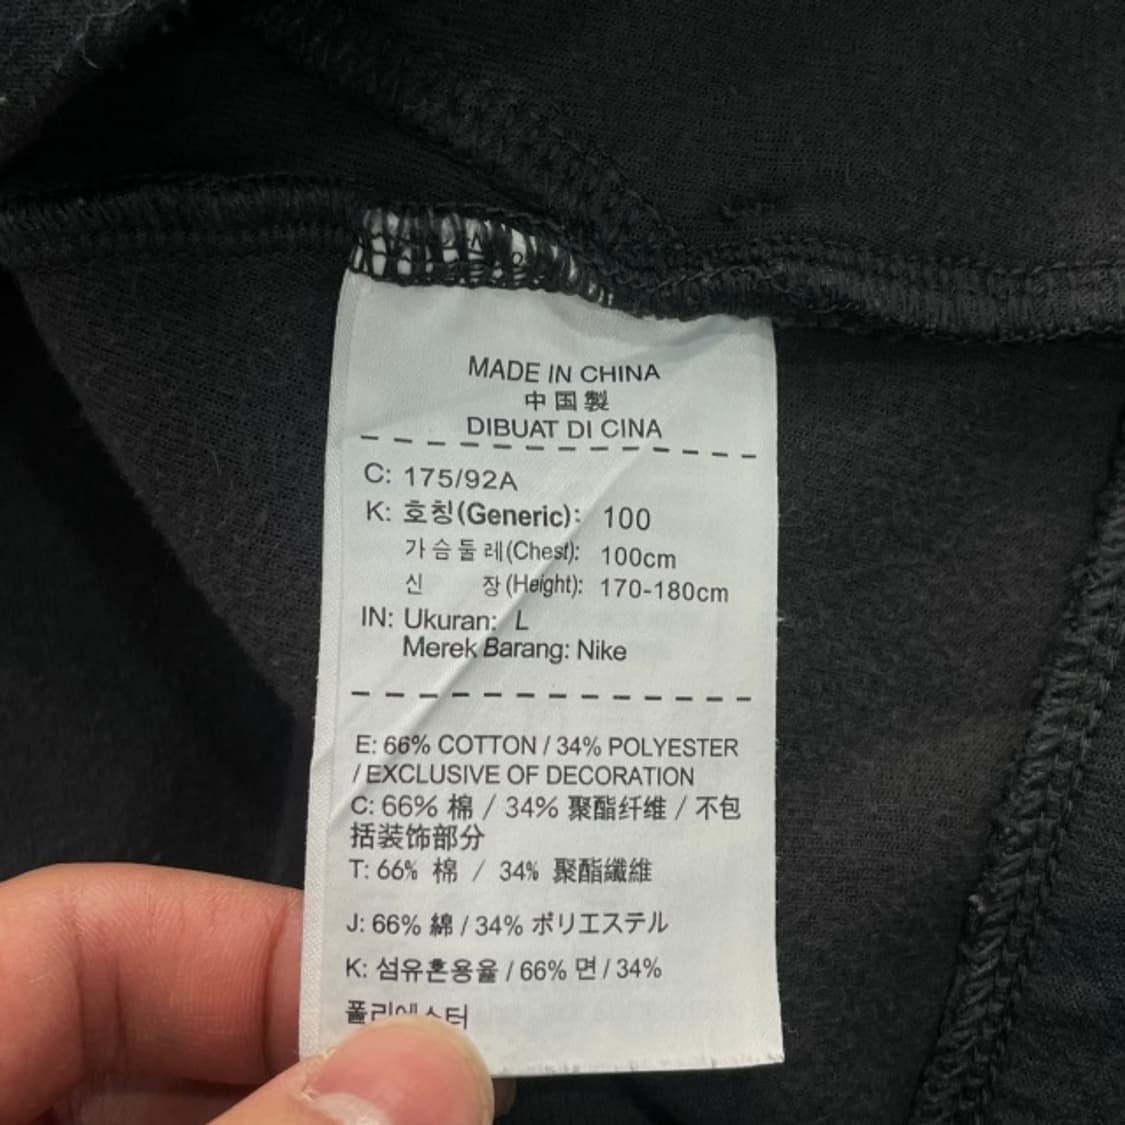 MADE IN CHINA
中国製
DIBUAT DI CINA
C: 175/92A
K: 호칭(Generic): 100
가슴둘레(Chest): 100cm
신 장(Height): 170-180cm
IN: Ukuran: L
Merek Barang: Nike
E: 66% COTTON / 34% POLYESTER
/ EXCLUSIVE OF DECORATION
C: 66% 棉 / 34% 聚酯纤维 / 不包
括装饰部分
T: 66% 棉 / 34% 聚酯纖維
J: 66% 綿 / 34% ポリエステル
K: 섬유혼용율 / 66% 면 / 34%
폴리에스터